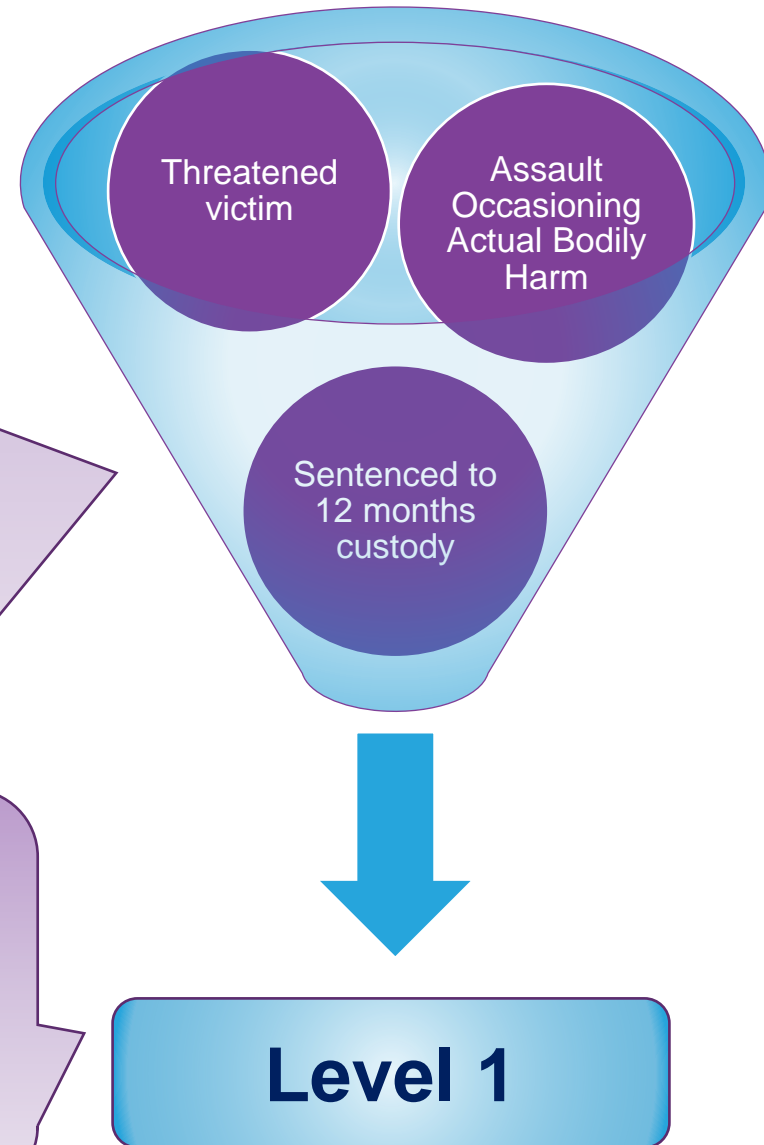 Threatened
victim
Assault
Occasioning
Actual Bodily
Harm
Sentenced to
12 months
custody
Level 1